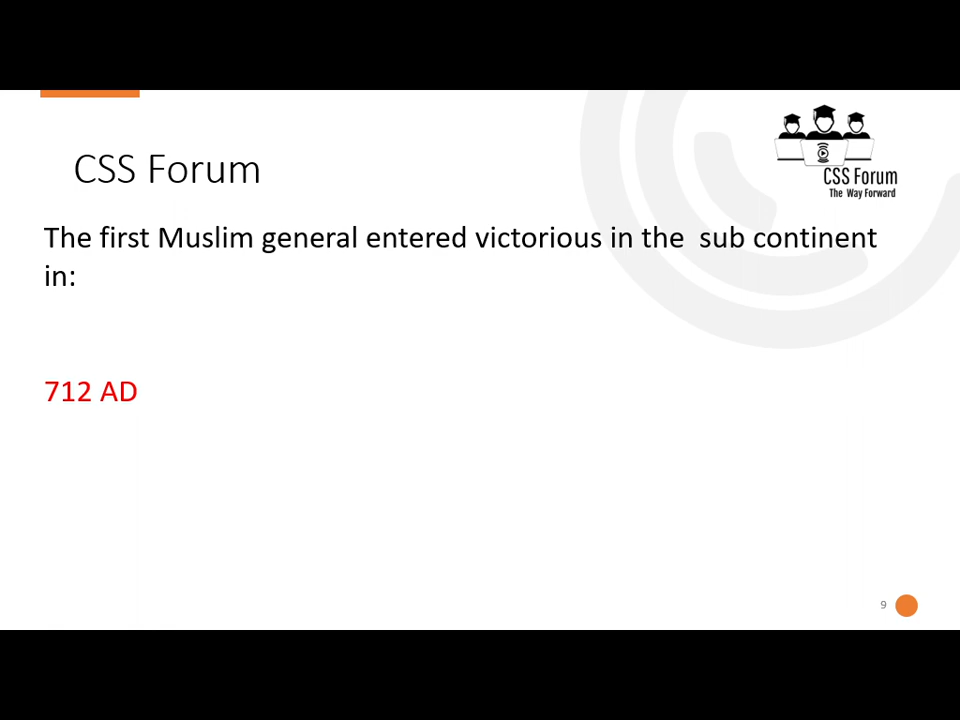 CSS Forum
The Way Forward
CSS Forum
The first Muslim general entered victorious in the sub continent
in:
712 AD
9